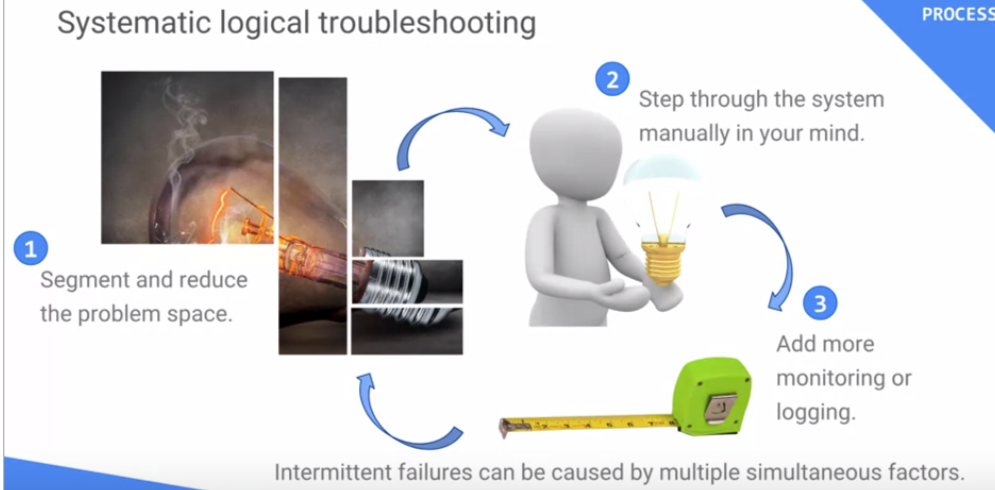 Systematic logical troubleshooting
PROCESS
1
Segment and reduce
the problem space.
2
Step through the system
manually in your mind.
3
Add more
monitoring or
logging.
Intermittent failures can be caused by multiple simultaneous factors.